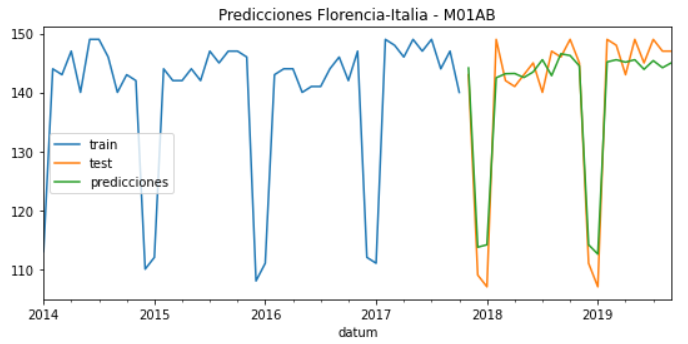 Predicciones Florencia-Italia - M01AB
150
140
130
120
110
train
test
predicciones
2014
2015
2016
2017
2018
2019
datum